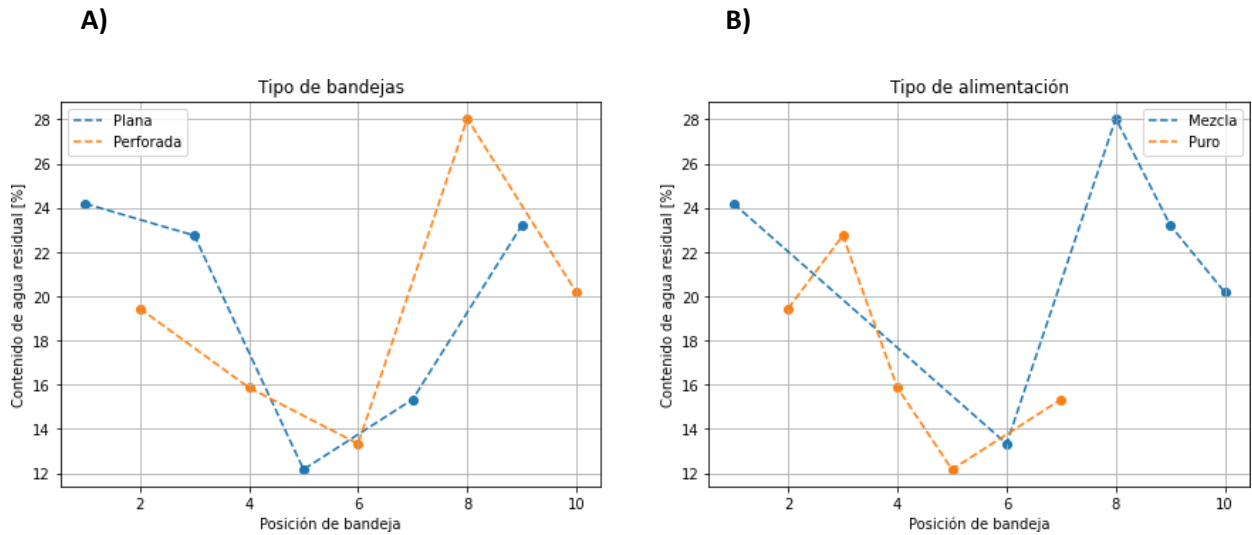 A)
Tipo de bandejas
Plana
Perforada
28
26
24
22
20
18
16
14
12
Contenido de agua residual [%]
2
4
6
8
10
Posición de bandeja
B)
Tipo de alimentación
Mezcla
Puro
28
26
24
22
20
18
16
14
12
Contenido de agua residual [%]
2
4
6
8
10
Posición de bandeja